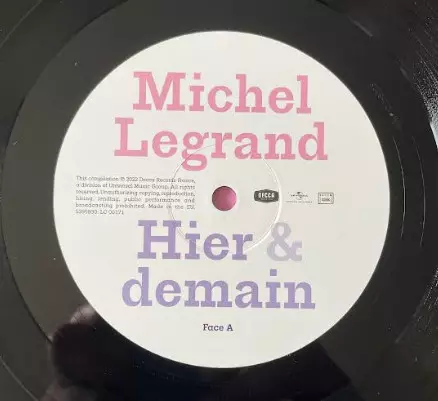 Michel
Legrand
This compilation ℗ 2022 Decca Records France,
a division of Universal Music Group. All rights
reserved. Unauthorising copying, reproduction,
hiring, lending, public performance and
broadcasting prohibited. Made in the EU.
DECCA
Hier &
demain
Face A